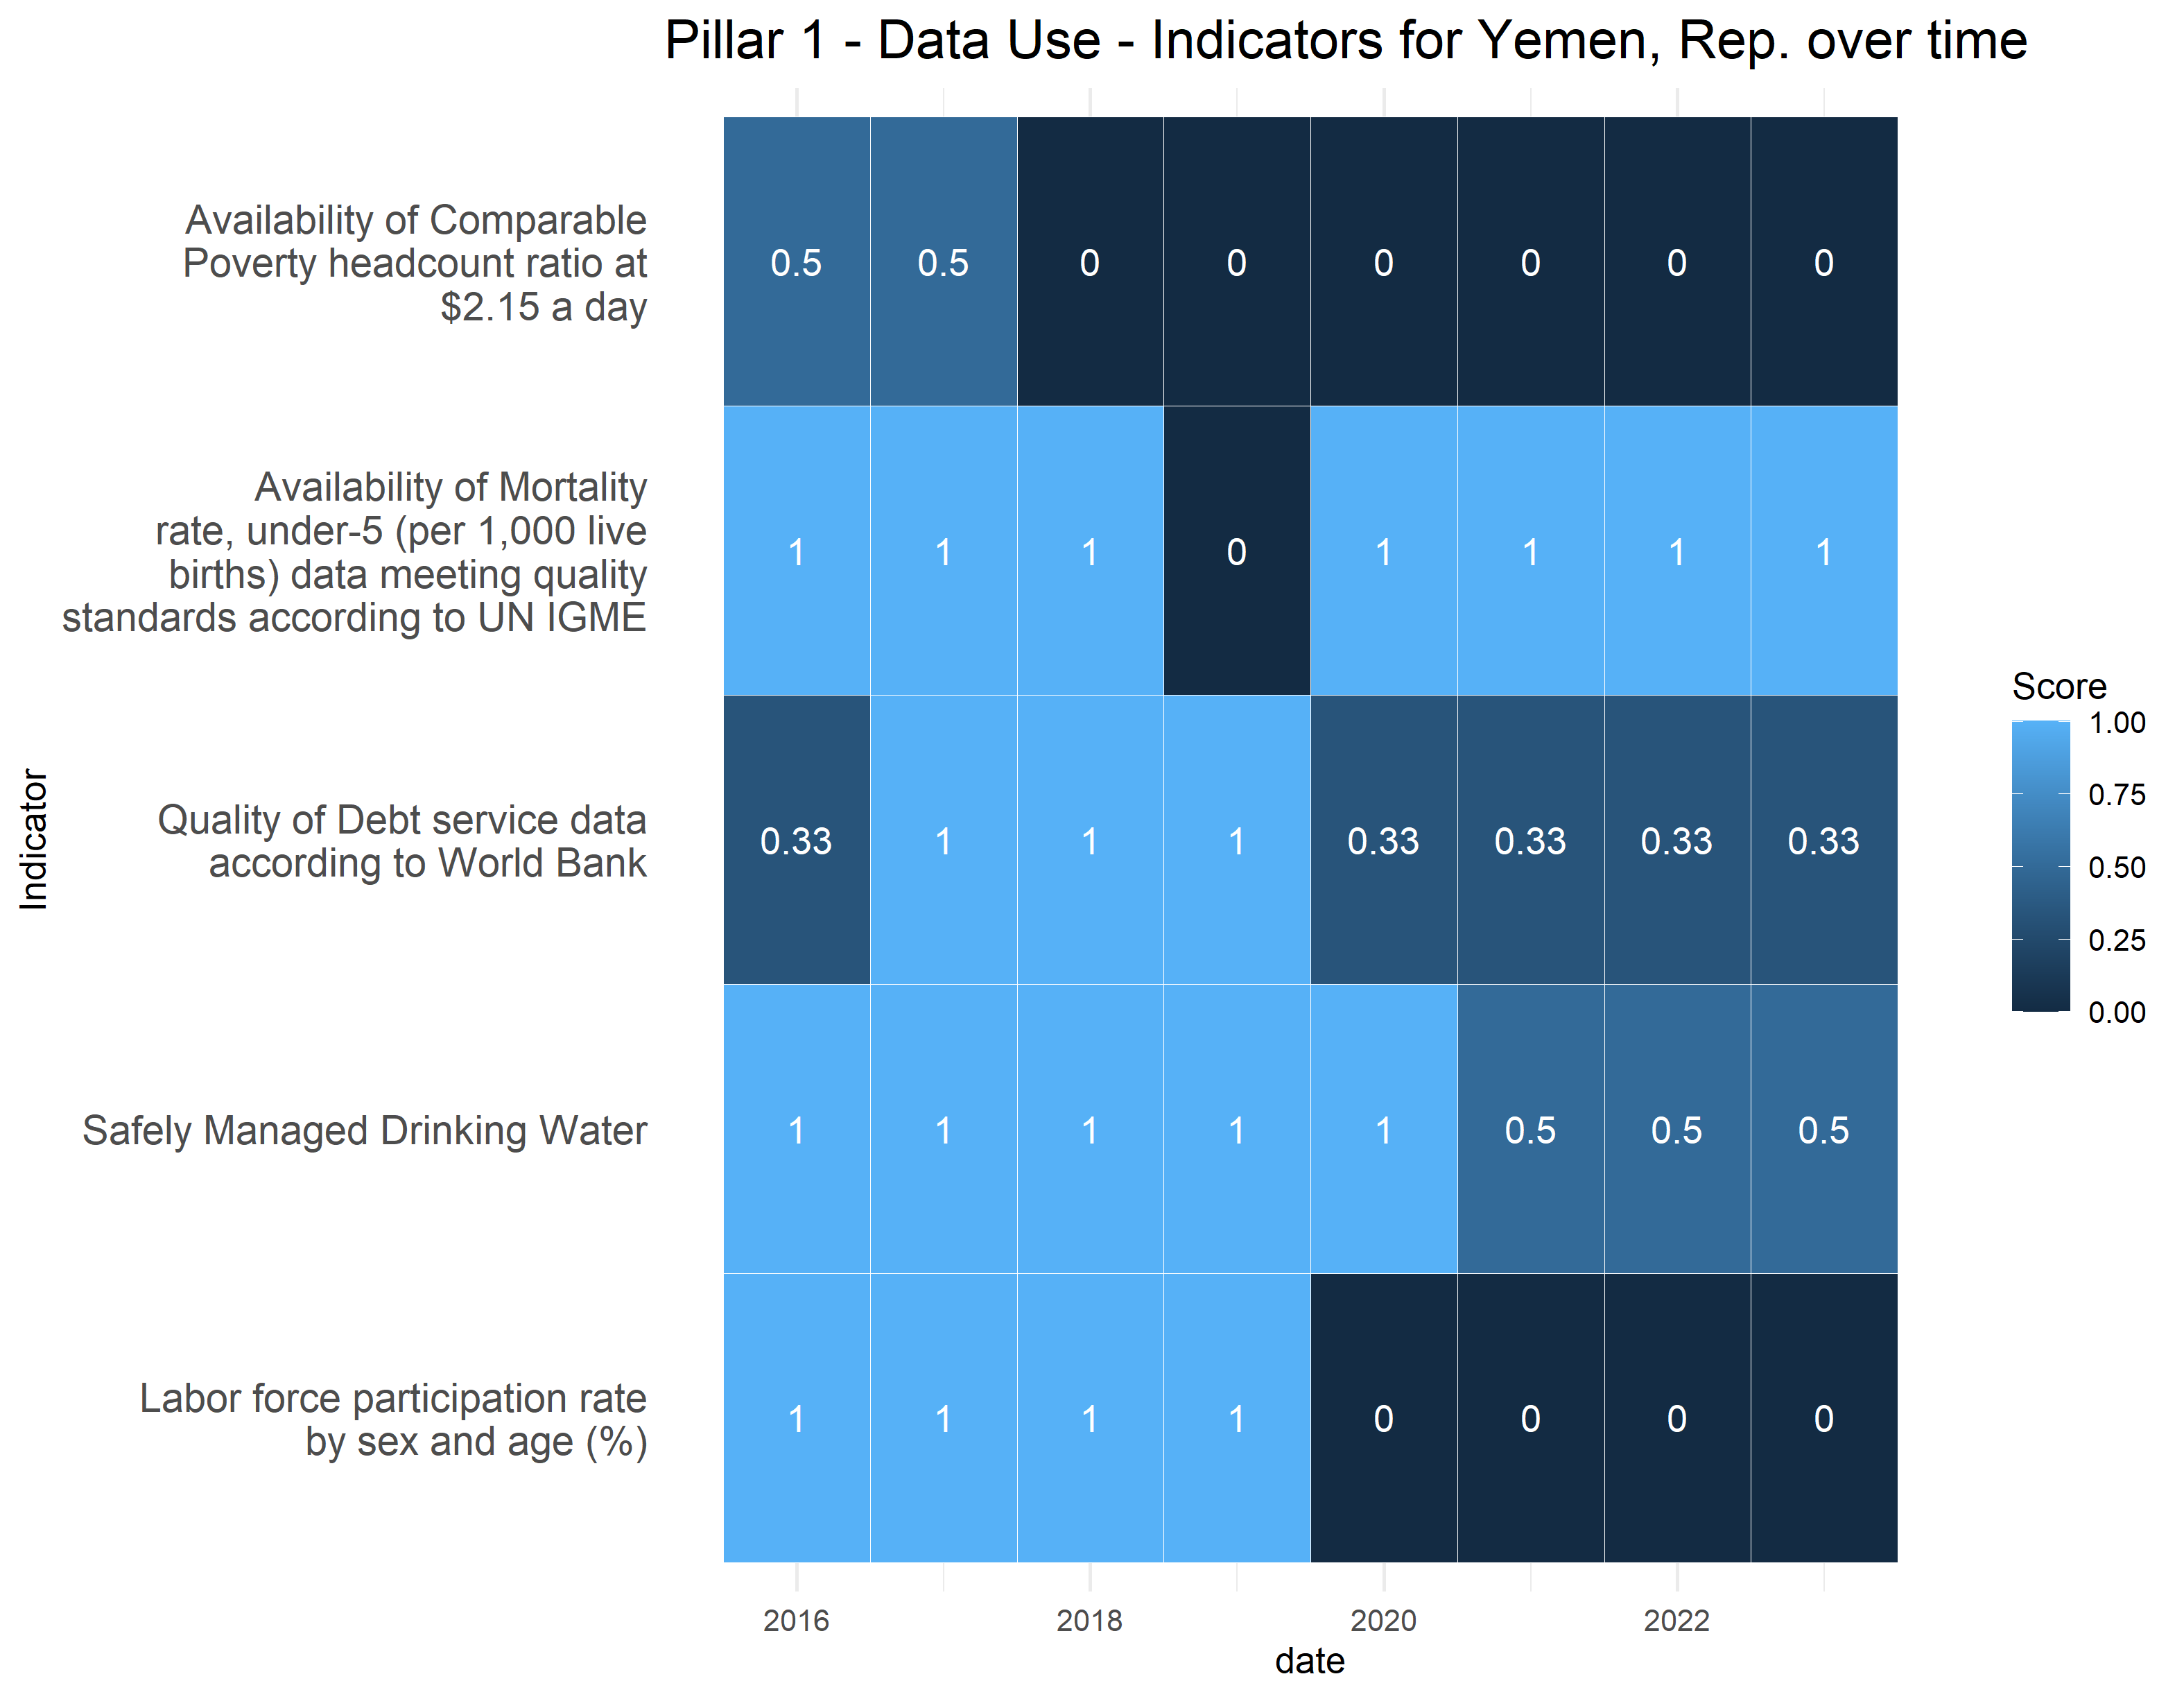 Pillar 1 - Data Use - Indicators for Yemen, Rep. over time
Indicator
Availability of Comparable
Poverty headcount ratio at
$2.15 a day
0.5 0.5 0 0 0 0 0 0
Availability of Mortality
rate, under-5 (per 1,000 live
births) data meeting quality
standards according to UN IGME
1 1 1 0 1 1 1 1
Quality of Debt service data
according to World Bank
0.33 1 1 1 0.33 0.33 0.33 0.33
Safely Managed Drinking Water
1 1 1 1 1 0.5 0.5 0.5
Labor force participation rate
by sex and age (%)
1 1 1 1 0 0 0 0
2016 2018 2020 2022
date
Score
1.00
0.75
0.50
0.25
0.00